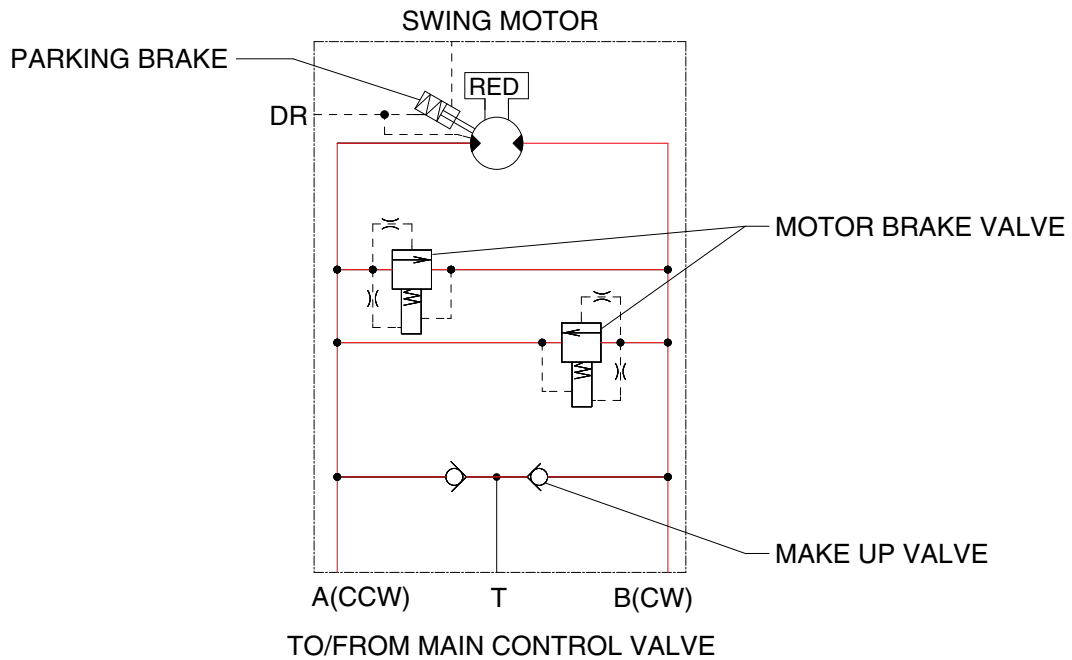 SWING MOTOR
PARKING BRAKE
RED
DR
MOTOR BRAKE VALVE
MAKE UP VALVE
A(CCW) T B(CW)
TO/FROM MAIN CONTROL VALVE